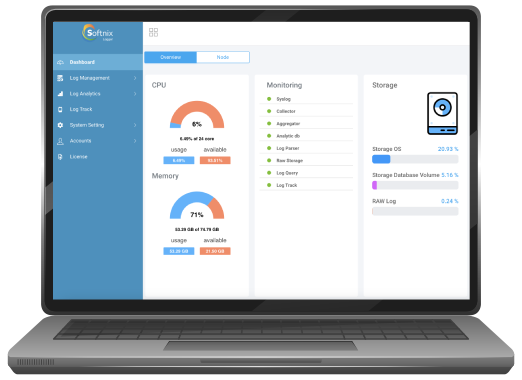 Softnix
Logger
Dashboard
Log Management
Log Analytics
Log Track
System Setting
Accounts
License
Overview
Node
CPU
6%
6.49% of 24 core
usage
available
6.49%
93.51%
Memory
71%
53.29 GB of 74.79 GB
usage
available
53.29 GB
21.50 GB
Monitoring
Syslog
Collector
Aggregator
Analytic db
Log Parser
Raw Storage
Log Query
Log Track
Storage
Storage OS 20.93 %
Storage Database Volume 5.16 %
RAW Log 0.24 %